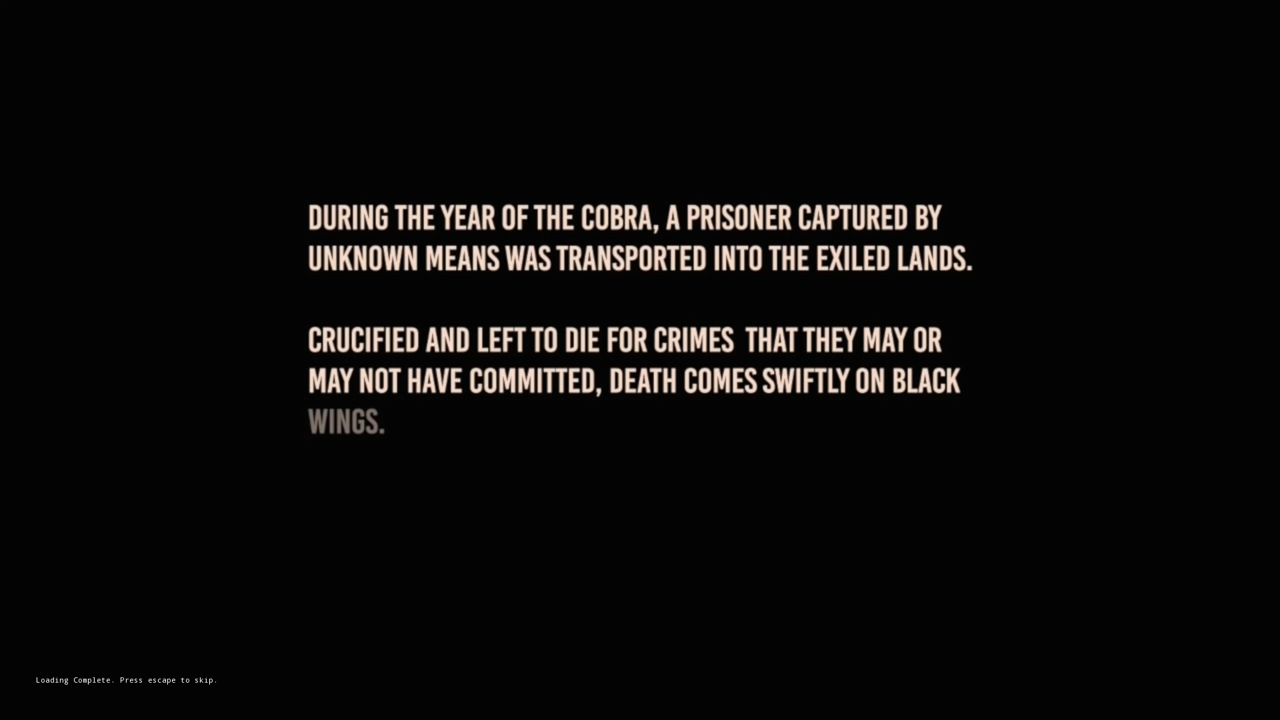 DURING THE YEAR OF THE COBRA, A PRISONER CAPTURED BY
UNKNOWN MEANS WAS TRANSPORTED INTO THE EXILED LANDS.
CRUCIFIED AND LEFT TO DIE FOR CRIMES THAT THEY MAY OR
MAY NOT HAVE COMMITTED, DEATH COMES SWIFTLY ON BLACK
WINGS.
Loading Complete. Press escape to skip.